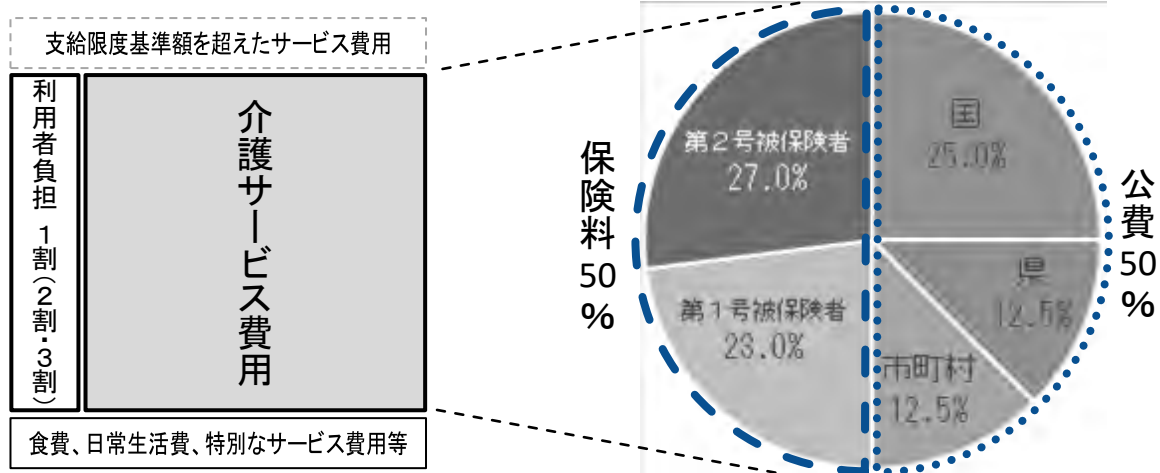 支給限度基準額を超えたサービス費用
利用者負担 1割(2割・3割)
介護サービス費用
食費、日常生活費、特別なサービス費用等
保険料50%
第2号被保険者
27.0%
第1号被保険者
23.0%
国
25.0%
県
12.5%
市町村
12.5%
公費50%